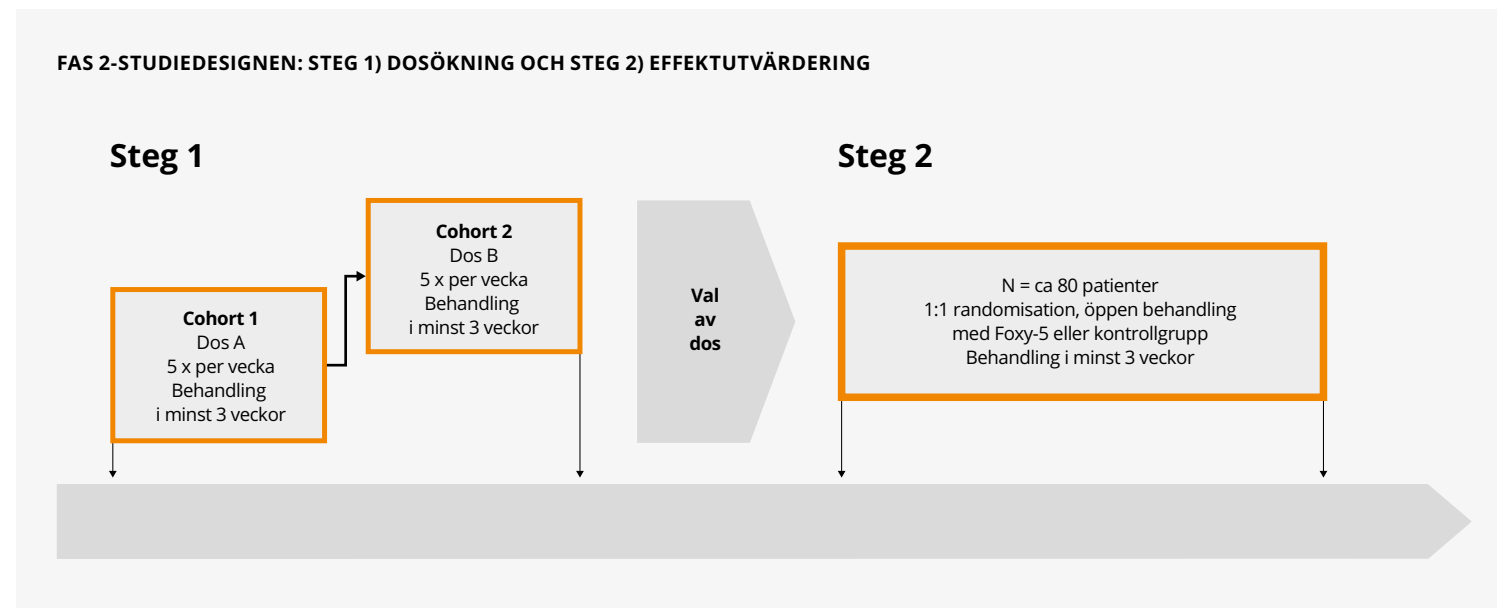 FAS 2-STUDIEDESIGNEN: STEG 1) DOSÖKNING OCH STEG 2) EFFEKTUTVÄRDERING
Steg 1
Cohort 1
Dos A
5 x per vecka
Behandling
i minst 3 veckor
Cohort 2
Dos B
5 x per vecka
Behandling
i minst 3 veckor
Val
av
dos
Steg 2
N = ca 80 patienter
1:1 randomisation, öppen behandling
med Foxy-5 eller kontrollgrupp
Behandling i minst 3 veckor